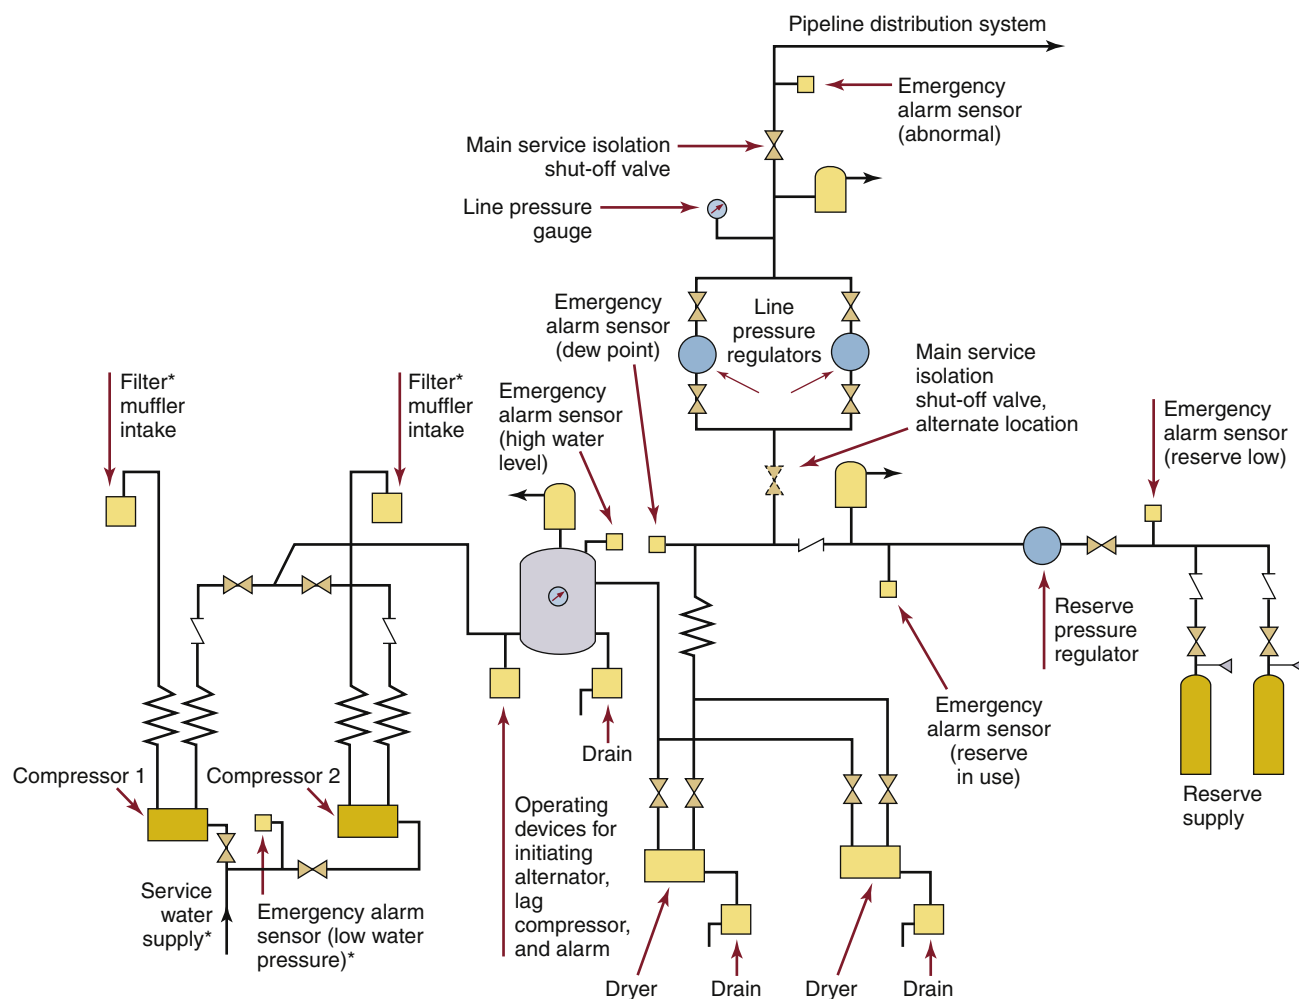 Pipeline distribution system
Emergency
alarm sensor
(abnormal)
Main service isolation
shut-off valve
Line pressure
gauge
Emergency
alarm sensor
(dew point)
Line
pressure
regulators
Main service
isolation
shut-off valve,
alternate location
Filter*
muffler
intake
Filter*
muffler
intake
Emergency
alarm sensor
(high water
level)
Emergency
alarm sensor
(reserve low)
Reserve
pressure
regulator
Emergency
alarm sensor
(reserve
in use)
Reserve
supply
Compressor 1
Compressor 2
Drain
Operating
devices for
initiating
alternator,
lag
compressor,
and alarm
Service
water
supply*
Emergency alarm
sensor (low water
pressure)*
Dryer
Drain
Dryer
Drain